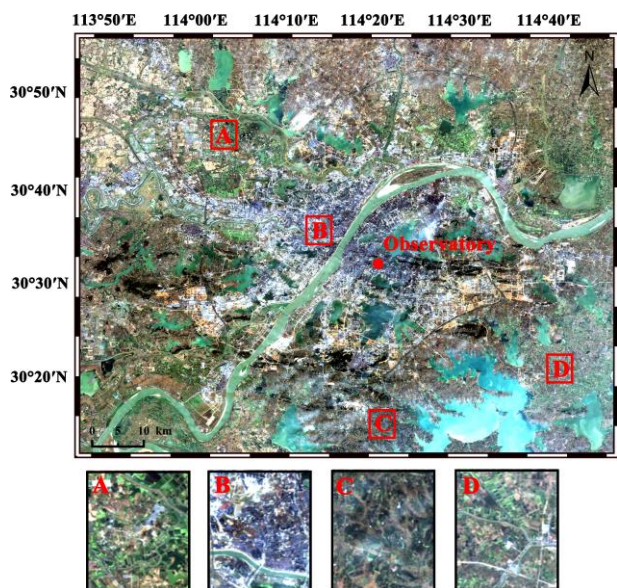 113°50′E 114°00′E 114°10′E 114°20′E 114°30′E 114°40′E
N
30°50′N
A
30°40′N
B
Observatory
30°30′N
30°20′N
D
C
0 5 10 km
A B C D